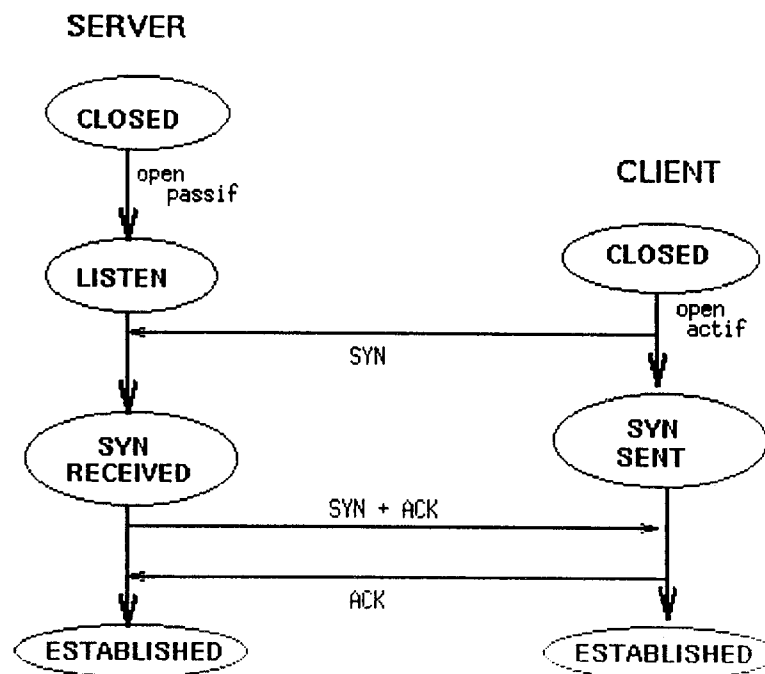 SERVER
CLOSED
open
passif
CLIENT
LISTEN
CLOSED
open
actif
SYN
SYN
RECEIVED
SYN
SENT
SYN + ACK
ACK
ESTABLISHED
ESTABLISHED